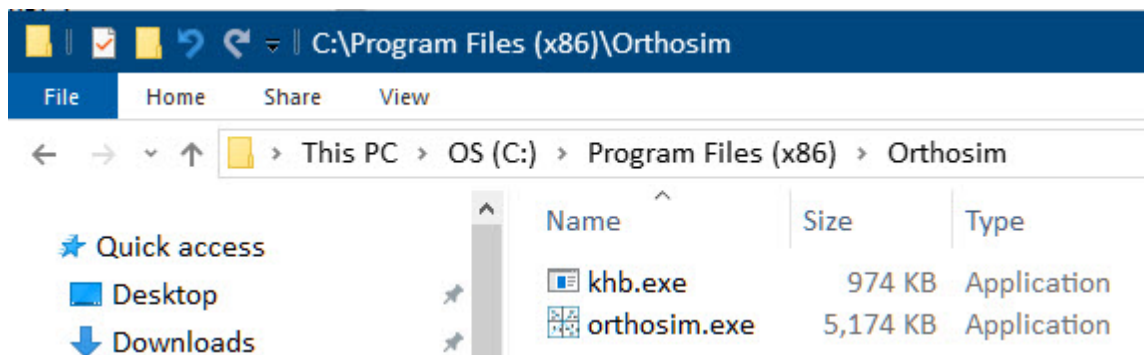 C:\Program Files (x86)\Orthosim
File Home Share View
This PC > OS (C:) > Program Files (x86) > Orthosim
Name Size Type
Quick access
khb.exe 974 KB Application
Desktop
orthosim.exe 5,174 KB Application
Downloads